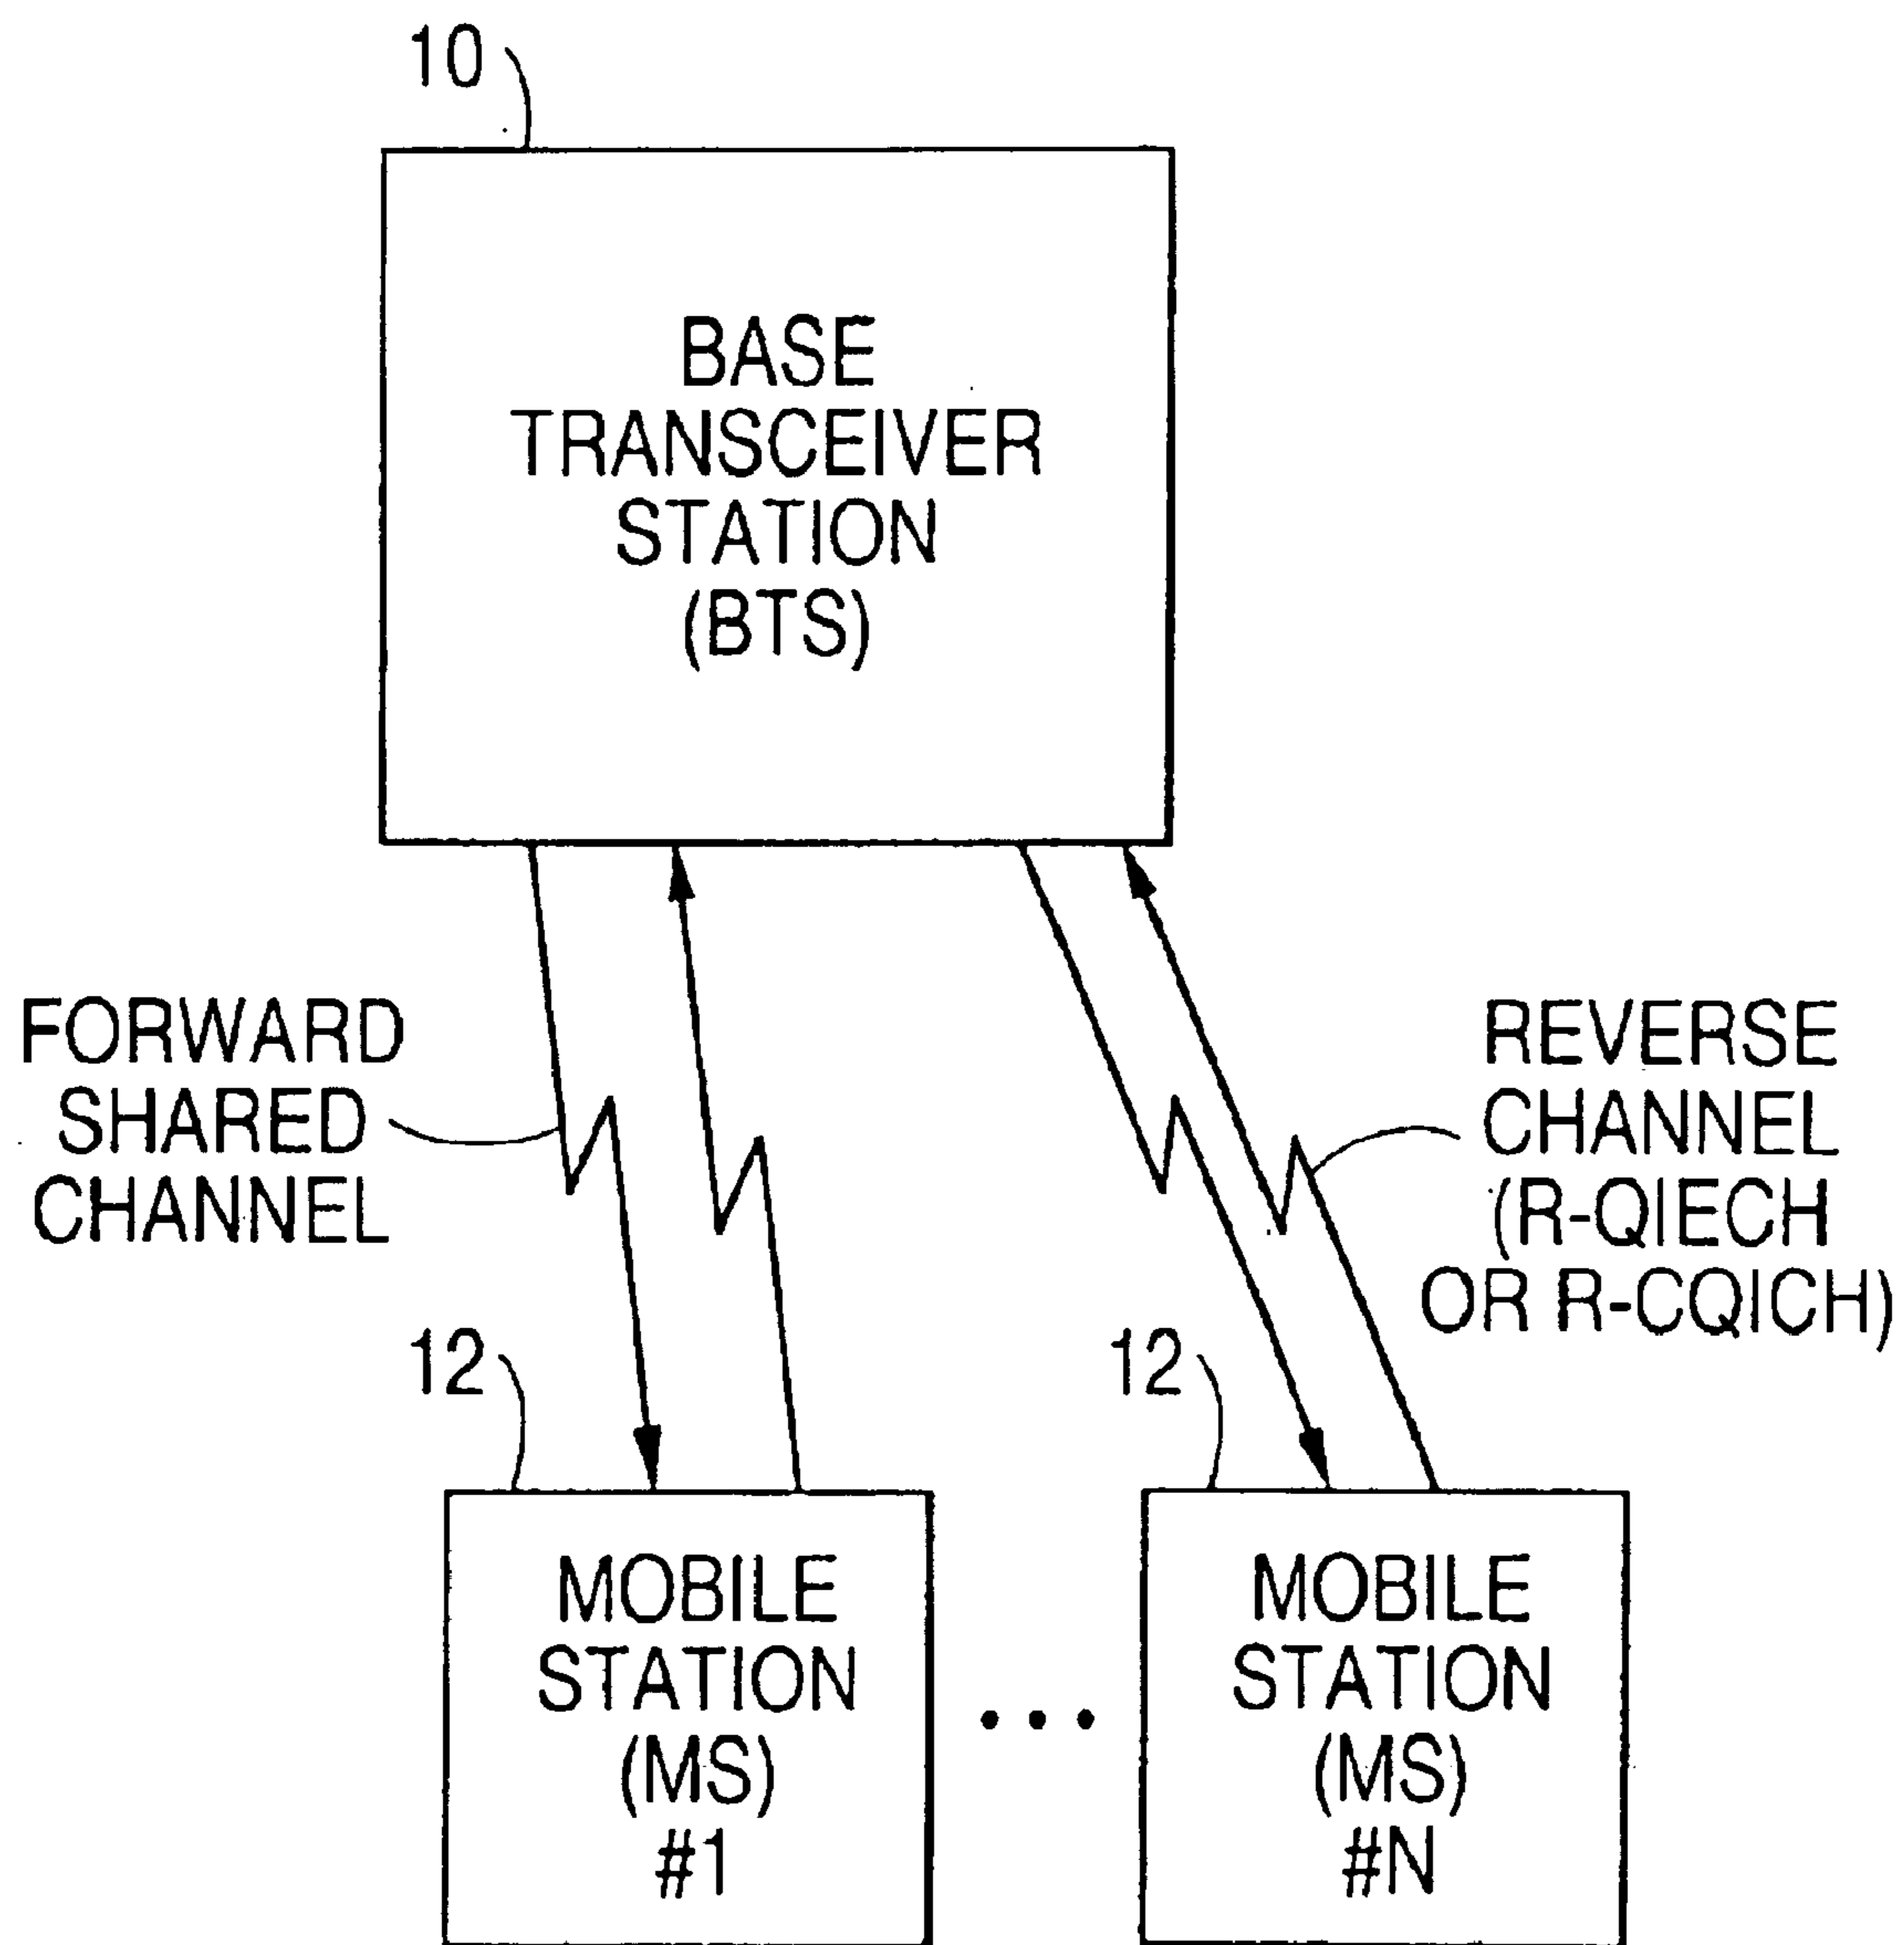 10
BASE
TRANSCEIVER
STATION
(BTS)
FORWARD
SHARED
CHANNEL
REVERSE
CHANNEL
(R-QIECH
OR R-CQICH)
12
12
MOBILE
STATION
(MS)
#1
MOBILE
STATION
(MS)
#N